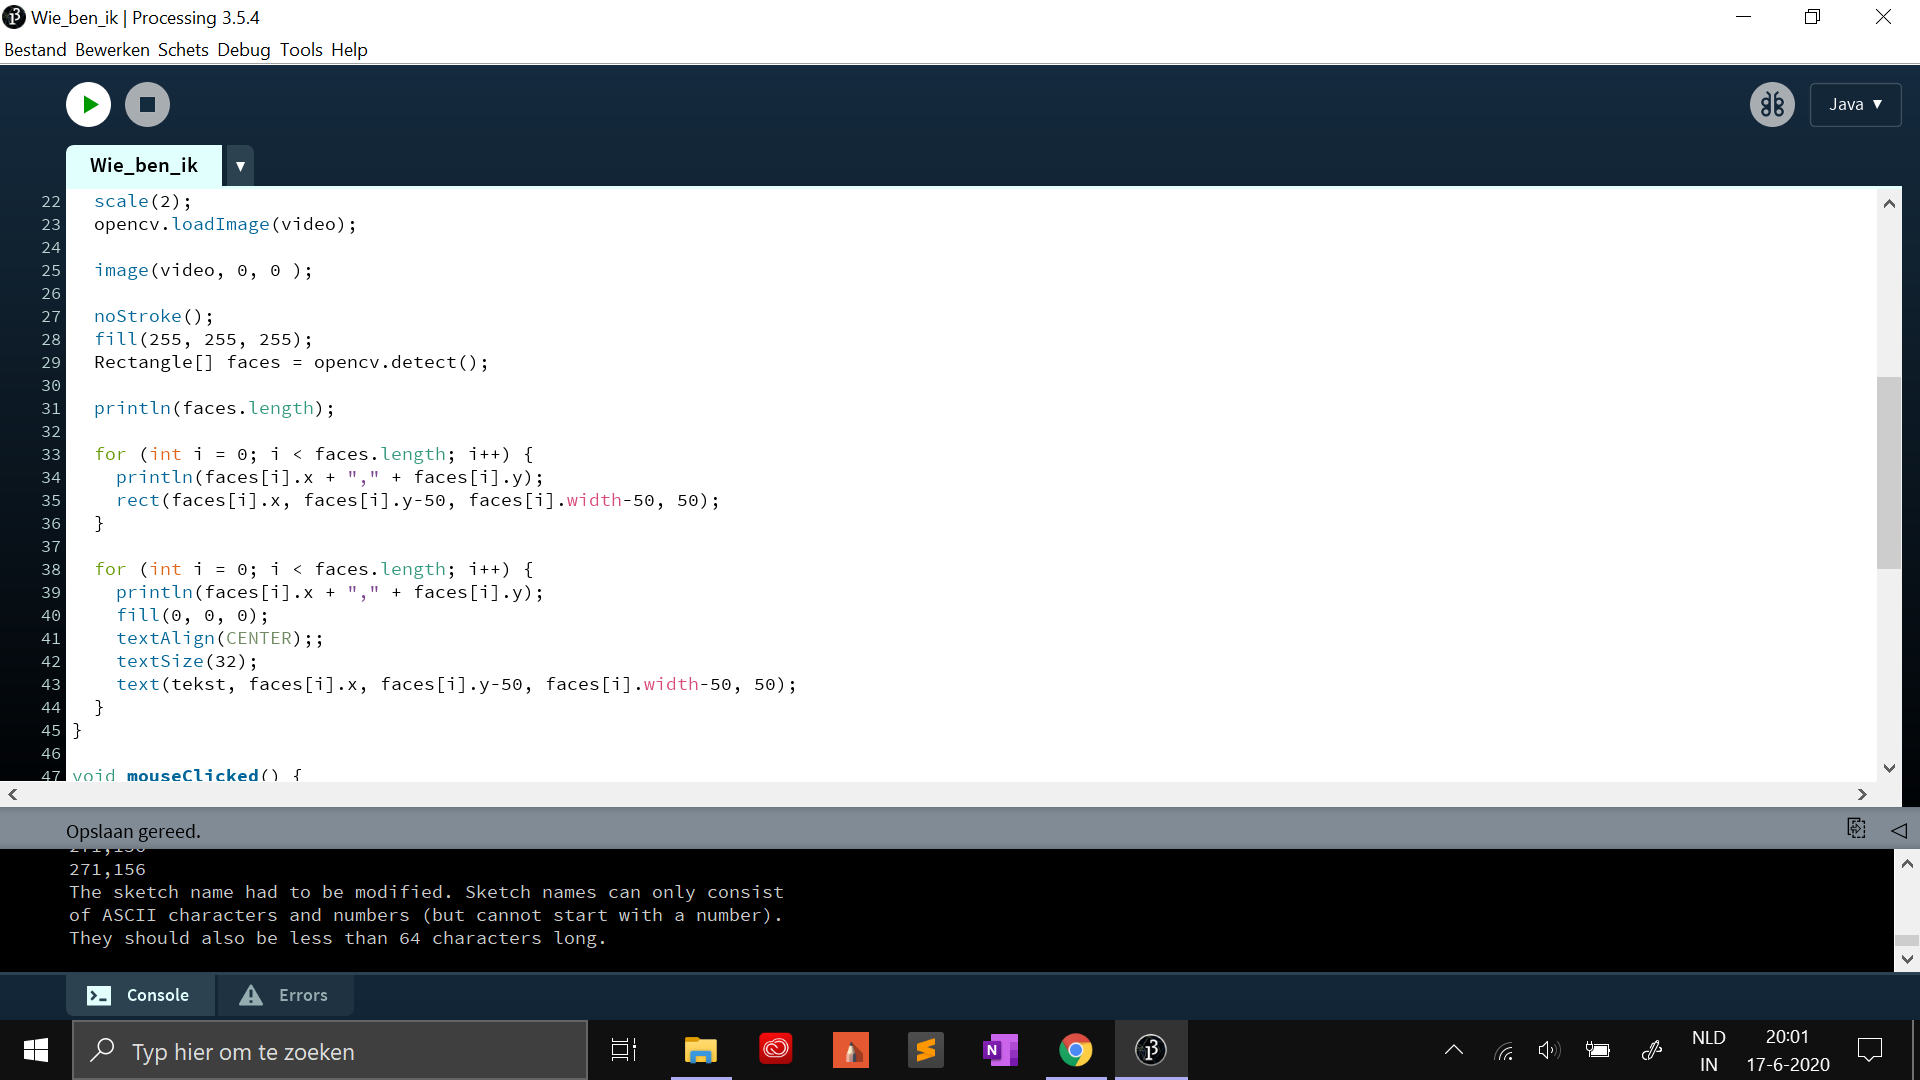 Wie_ben_ik | Processing 3.5.4
Bestand Bewerken Schets Debug Tools Help
Java ▼
Wie_ben_ik ▼
22 scale(2);
23 opencv.loadImage(video);
24
25 image(video, 0, 0 );
26
27 noStroke();
28 fill(255, 255, 255);
29 Rectangle[] faces = opencv.detect();
30
31 println(faces.length);
32
33 for (int i = 0; i < faces.length; i++) {
34 println(faces[i].x + "," + faces[i].y);
35 rect(faces[i].x, faces[i].y-50, faces[i].width-50, 50);
36 }
37
38 for (int i = 0; i < faces.length; i++) {
39 println(faces[i].x + "," + faces[i].y);
40 fill(0, 0, 0);
41 textAlign(CENTER);;
42 textSize(32);
43 text(tekst, faces[i].x, faces[i].y-50, faces[i].width-50, 50);
44 }
45 }
46
47 void mouseClicked() {
Opslaan gereed.
271,156
The sketch name had to be modified. Sketch names can only consist
of ASCII characters and numbers (but cannot start with a number).
They should also be less than 64 characters long.
Console Errors
Typ hier om te zoeken
NLD
IN
20:01
17-6-2020